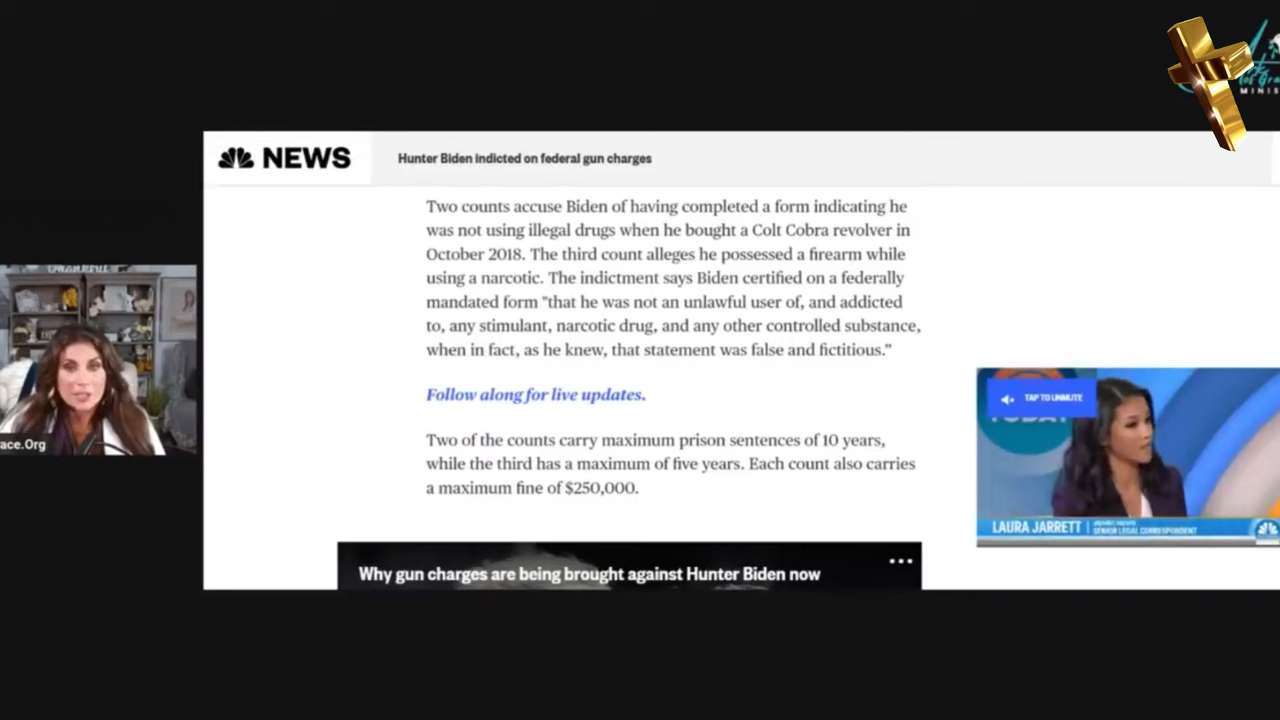 MINIS
NEWS
Hunter Biden indicted on federal gun charges
Two counts accuse Biden of having completed a form indicating he
was not using illegal drugs when he bought a Colt Cobra revolver in
October 2018. The third count alleges he possessed a firearm while
using a narcotic. The indictment says Biden certified on a federally
mandated form "that he was not an unlawful user of, and addicted
to, any stimulant, narcotic drug, and any other controlled substance,
when in fact, as he knew, that statement was false and fictitious.”
Follow along for live updates.
Two of the counts carry maximum prison sentences of 10 years,
while the third has a maximum of five years. Each count also carries
a maximum fine of $250,000.
Why gun charges are being brought against Hunter Biden now
thankful
ace.Org
TAP TO UNMUTE
TODAY
LAURA JARRETT
SENIOR LEGAL CORRESPONDENT